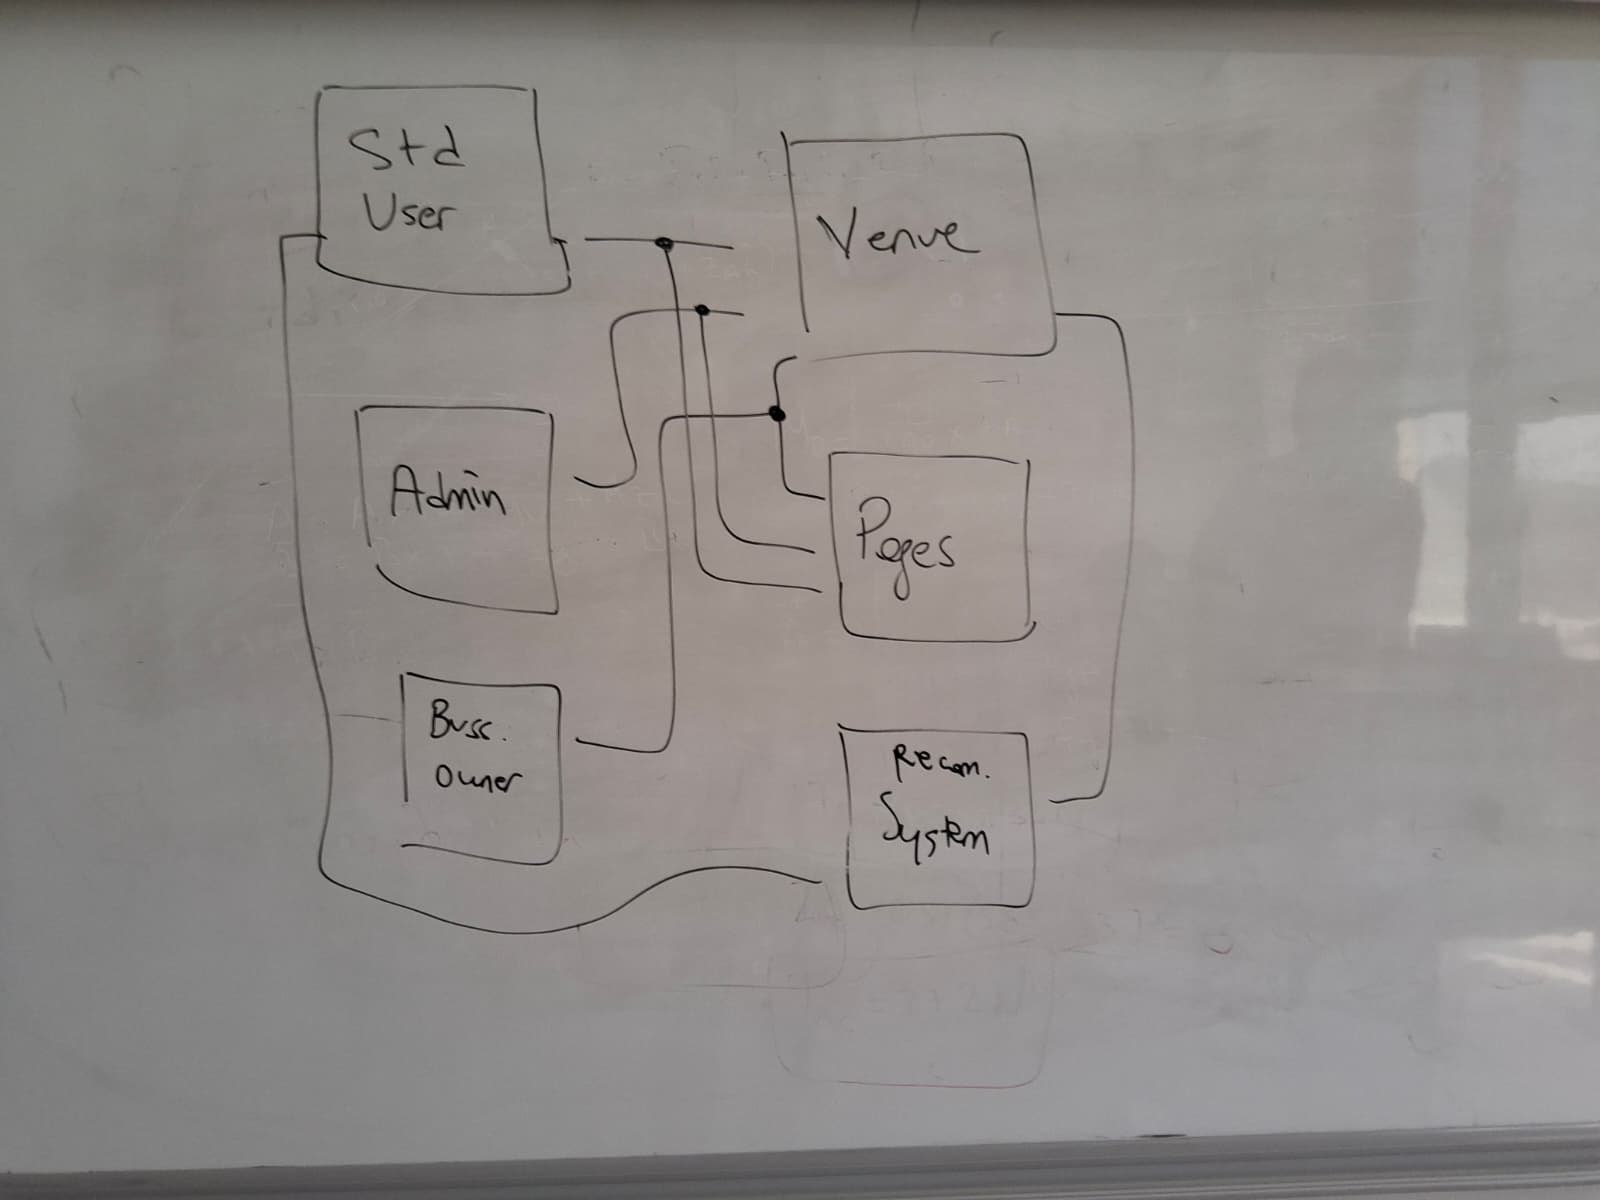 Std
User
Venue
Admin
Pages
Buss.
Owner
Recom.
System